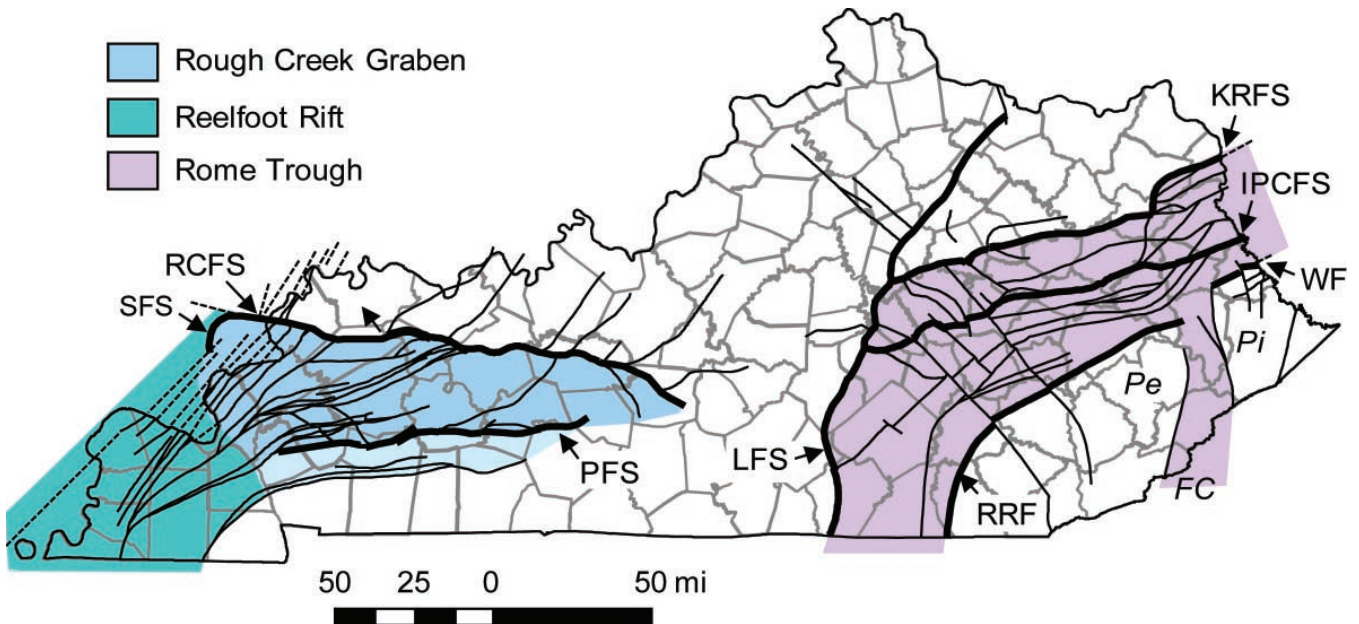 Rough Creek Graben
Reelfoot Rift
Rome Trough
KRFS
IPCFS
RCFS
SFS
WF
Pi
Pe
LFS
PFS
RRF
FC
50 25 0 50 mi